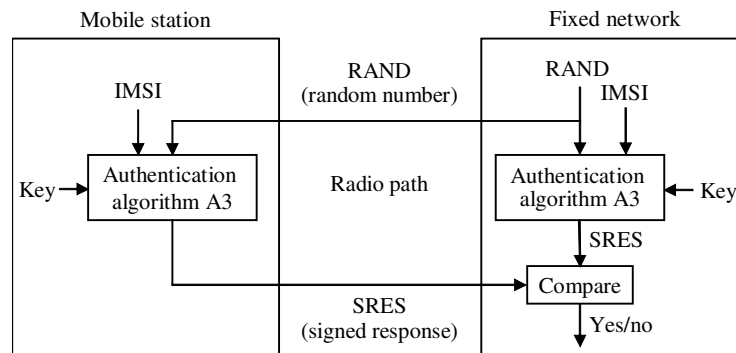 Mobile station
Fixed network
RAND
(random number)
RAND
IMSI
IMSI
Key
Authentication
algorithm A3
Radio path
Authentication
algorithm A3
Key
SRES
Compare
SRES
(signed response)
Yes/no